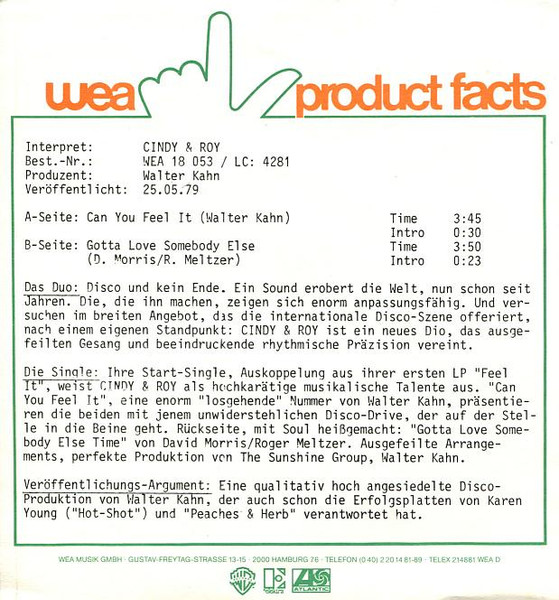 wea product facts
Interpret: CINDY & ROY
Best.-Nr.: WEA 18 053 / LC: 4281
Produzent: Walter Kahn
Veröffentlicht: 25.05.79
A-Seite: Can You Feel It (Walter Kahn) Time 3:45
Intro 0:30
B-Seite: Gotta Love Somebody Else Time 3:50
(D. Morris/R. Meltzer) Intro 0:23
Das Duo: Disco und kein Ende. Ein Sound erobert die Welt, nun schon seit
Jahren. Die, die ihn machen, zeigen sich enorm anpassungsfähig. Und ver-
suchen im breiten Angebot, das die internationale Disco-Szene offeriert,
nach einem eigenen Standpunkt: CINDY & ROY ist ein neues Dio, das ausge-
feilten Gesang und beeindruckende rhythmische Präzision vereint.
Die Single: Ihre Start-Single, Auskoppelung aus ihrer ersten LP "Feel
It", weist CINDY & ROY als hochkarätige musikalische Talente aus. "Can
You Feel It", eine enorm "losgehende" Nummer von Walter Kahn, präsentie-
ren die beiden mit jenem unwiderstehlichen Disco-Drive, der auf der Stel-
le in die Beine geht. Rückseite, mit Soul heißgemacht: "Gotta Love Some-
body Else Time" von David Morris/Roger Meltzer. Ausgefeilte Arrange-
ments, perfekte Produktion von The Sunshine Group, Walter Kahn.
Veröffentlichungs-Argument: Eine qualitativ hoch angesiedelte Disco-
Produktion von Walter Kahn, der auch schon die Erfolgsplatten von Karen
Young ("Hot-Shot") und "Peaches & Herb" verantwortet hat.
WEA MUSIK GMBH · GUSTAV-FREYTAG-STRASSE 13-15 · 2000 HAMBURG 76 · TELEFON (0 40) 2 20 14 81-89 · TELEX 214881 WEA D
ATLANTIC